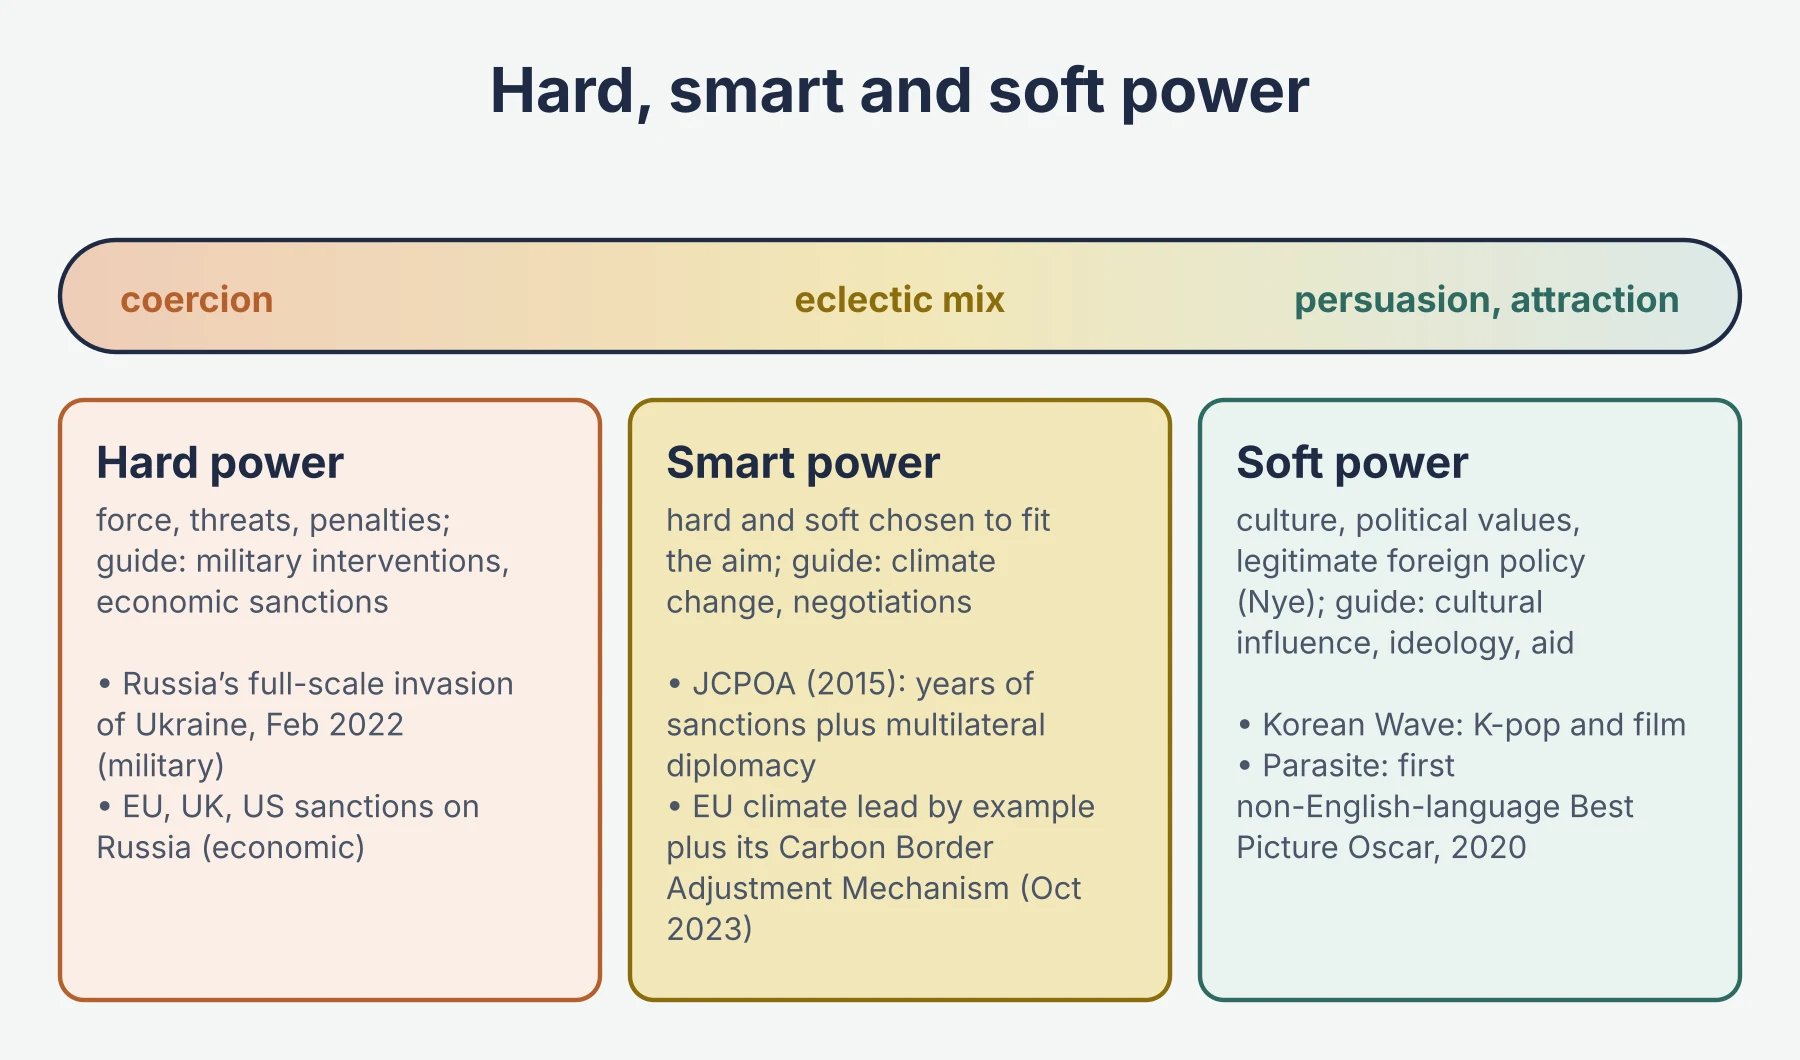 Hard, smart and soft power
coercion
eclectic mix
persuasion, attraction
Hard power
force, threats, penalties;
guide: military interventions,
economic sanctions
• Russia’s full-scale invasion
of Ukraine, Feb 2022
(military)
• EU, UK, US sanctions on
Russia (economic)
Smart power
hard and soft chosen to fit
the aim; guide: climate
change, negotiations
• JCPOA (2015): years of
sanctions plus multilateral
diplomacy
• EU climate lead by example
plus its Carbon Border
Adjustment Mechanism (Oct
2023)
Soft power
culture, political values,
legitimate foreign policy
(Nye); guide: cultural
influence, ideology, aid
• Korean Wave: K-pop and film
• Parasite: first
non-English-language Best
Picture Oscar, 2020